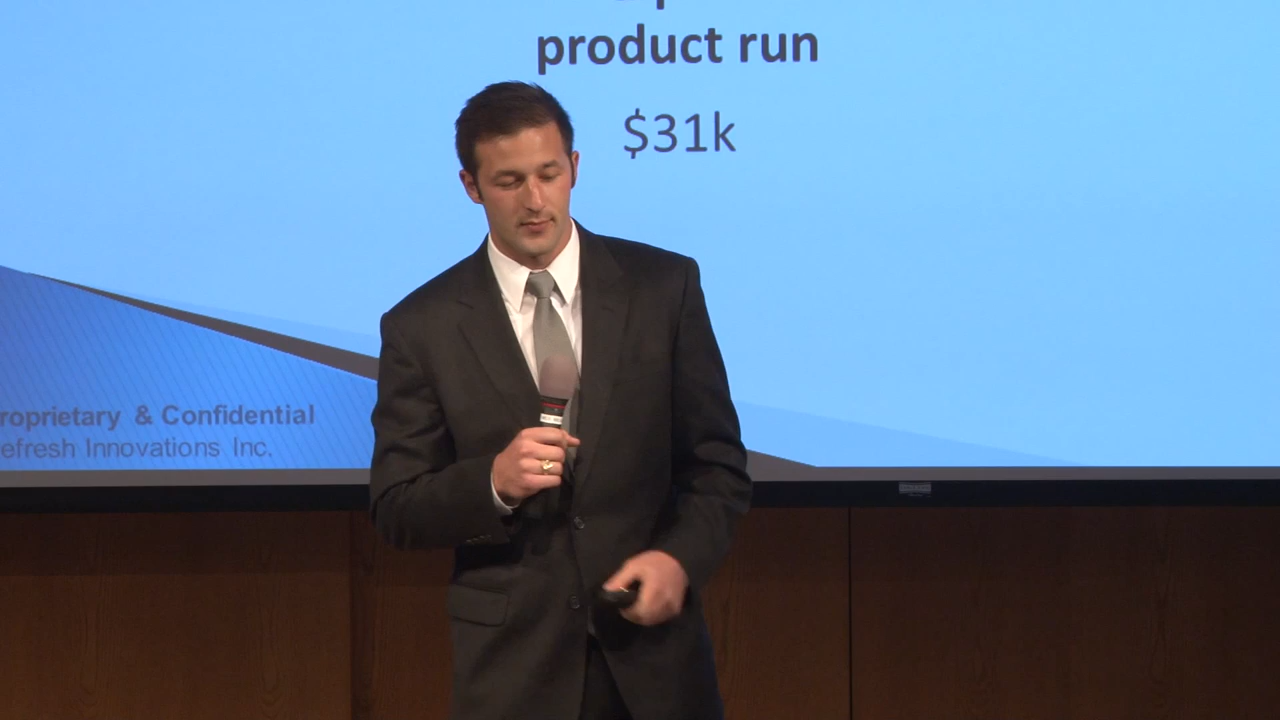 product run
$31k
roprietary & Confidential
efresh Innovations Inc.